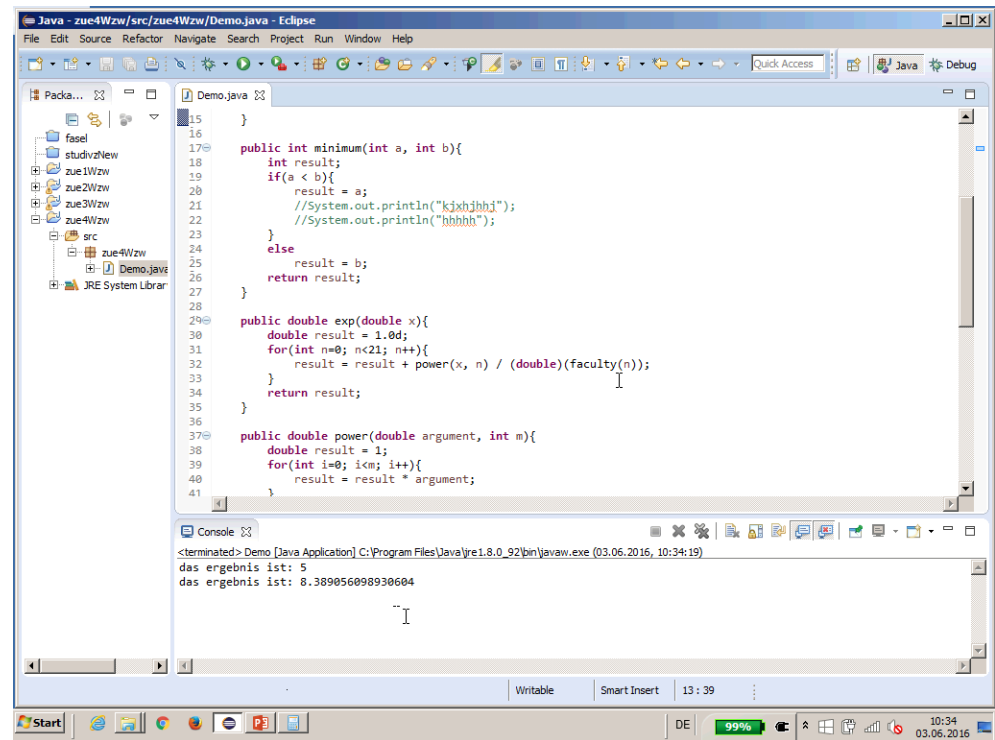 Java - zue4Wzw/src/zue4Wzw/Demo.java - Eclipse
File Edit Source Refactor Navigate Search Project Run Window Help
Quick Access
Java
Debug
Packa...
fasel
studivzNew
zue1Wzw
zue2Wzw
zue3Wzw
zue4Wzw
src
zue4Wzw
Demo.java
JRE System Librar
Demo.java
15 }
16
17 public int minimum(int a, int b){
18 int result;
19 if(a < b){
20 result = a;
21 //System.out.println("kjxhjhhj");
22 //System.out.println("hhhhh");
23 }
24 else
25 result = b;
26 return result;
27 }
28
29 public double exp(double x){
30 double result = 1.0d;
31 for(int n=0; n<21; n++){
32 result = result + power(x, n) / (double)(faculty(n));
33 }
34 return result;
35 }
36
37 public double power(double argument, int m){
38 double result = 1;
39 for(int i=0; i<m; i++){
40 result = result * argument;
41 }
Console
<terminated> Demo [Java Application] C:\Program Files\Java\jre1.8.0_92\bin\javaw.exe (03.06.2016, 10:34:19)
das ergebnis ist: 5
das ergebnis ist: 8.389056098930604
Writable Smart Insert 13 : 39
Start
DE 99% 10:34
03.06.2016